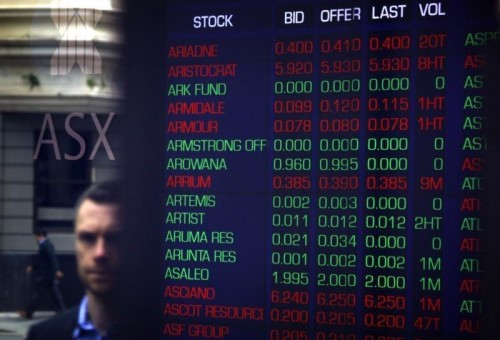 ASX
STOCK BID OFFER LAST VOL
ARIADNE 0.400 0.410 0.400 20T
ARISTOCRAT 5.920 5.930 5.930 8HT
ARK FUND 0.000 0.000 0.000 0
ARMIDALE 0.099 0.120 0.115 1HT
ARMOUR 0.078 0.080 0.078 1HT
ARMSTRONG OFF 0.000 0.000 0.000 0
AROWANA 0.960 0.995 0.000 0
ARRIUM 0.385 0.390 0.385 9M
ARTEMIS 0.002 0.003 0.000 0
ARTIST 0.011 0.012 0.012 2HT
ARUMA RES 0.021 0.034 0.000 0
ARUNTA RES 0.001 0.002 0.002 1M
ASALEO 1.995 2.000 2.000 1M
ASCIANO 6.240 6.250 6.250 1M
ASCOT RESOURCI 0.200 0.205 0.200 47T
ASF GROUP